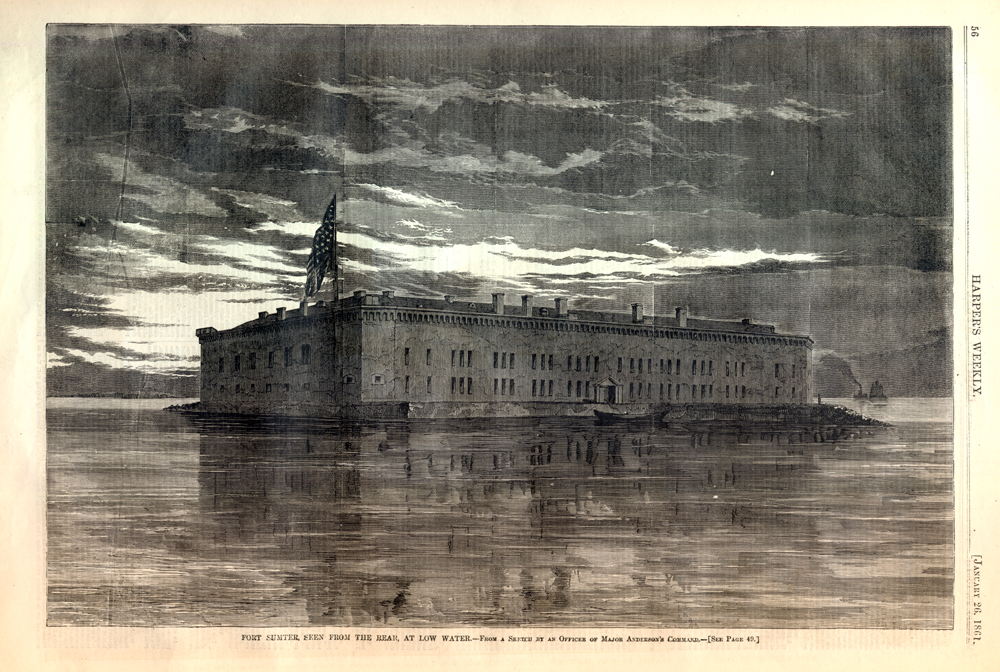 56
HARPER'S WEEKLY.
[JANUARY 26, 1861.
FORT SUMTER, SEEN FROM THE REAR, AT LOW WATER.—FROM A SKETCH BY AN OFFICER OF MAJOR ANDERSON'S COMMAND.—[SEE PAGE 49.]